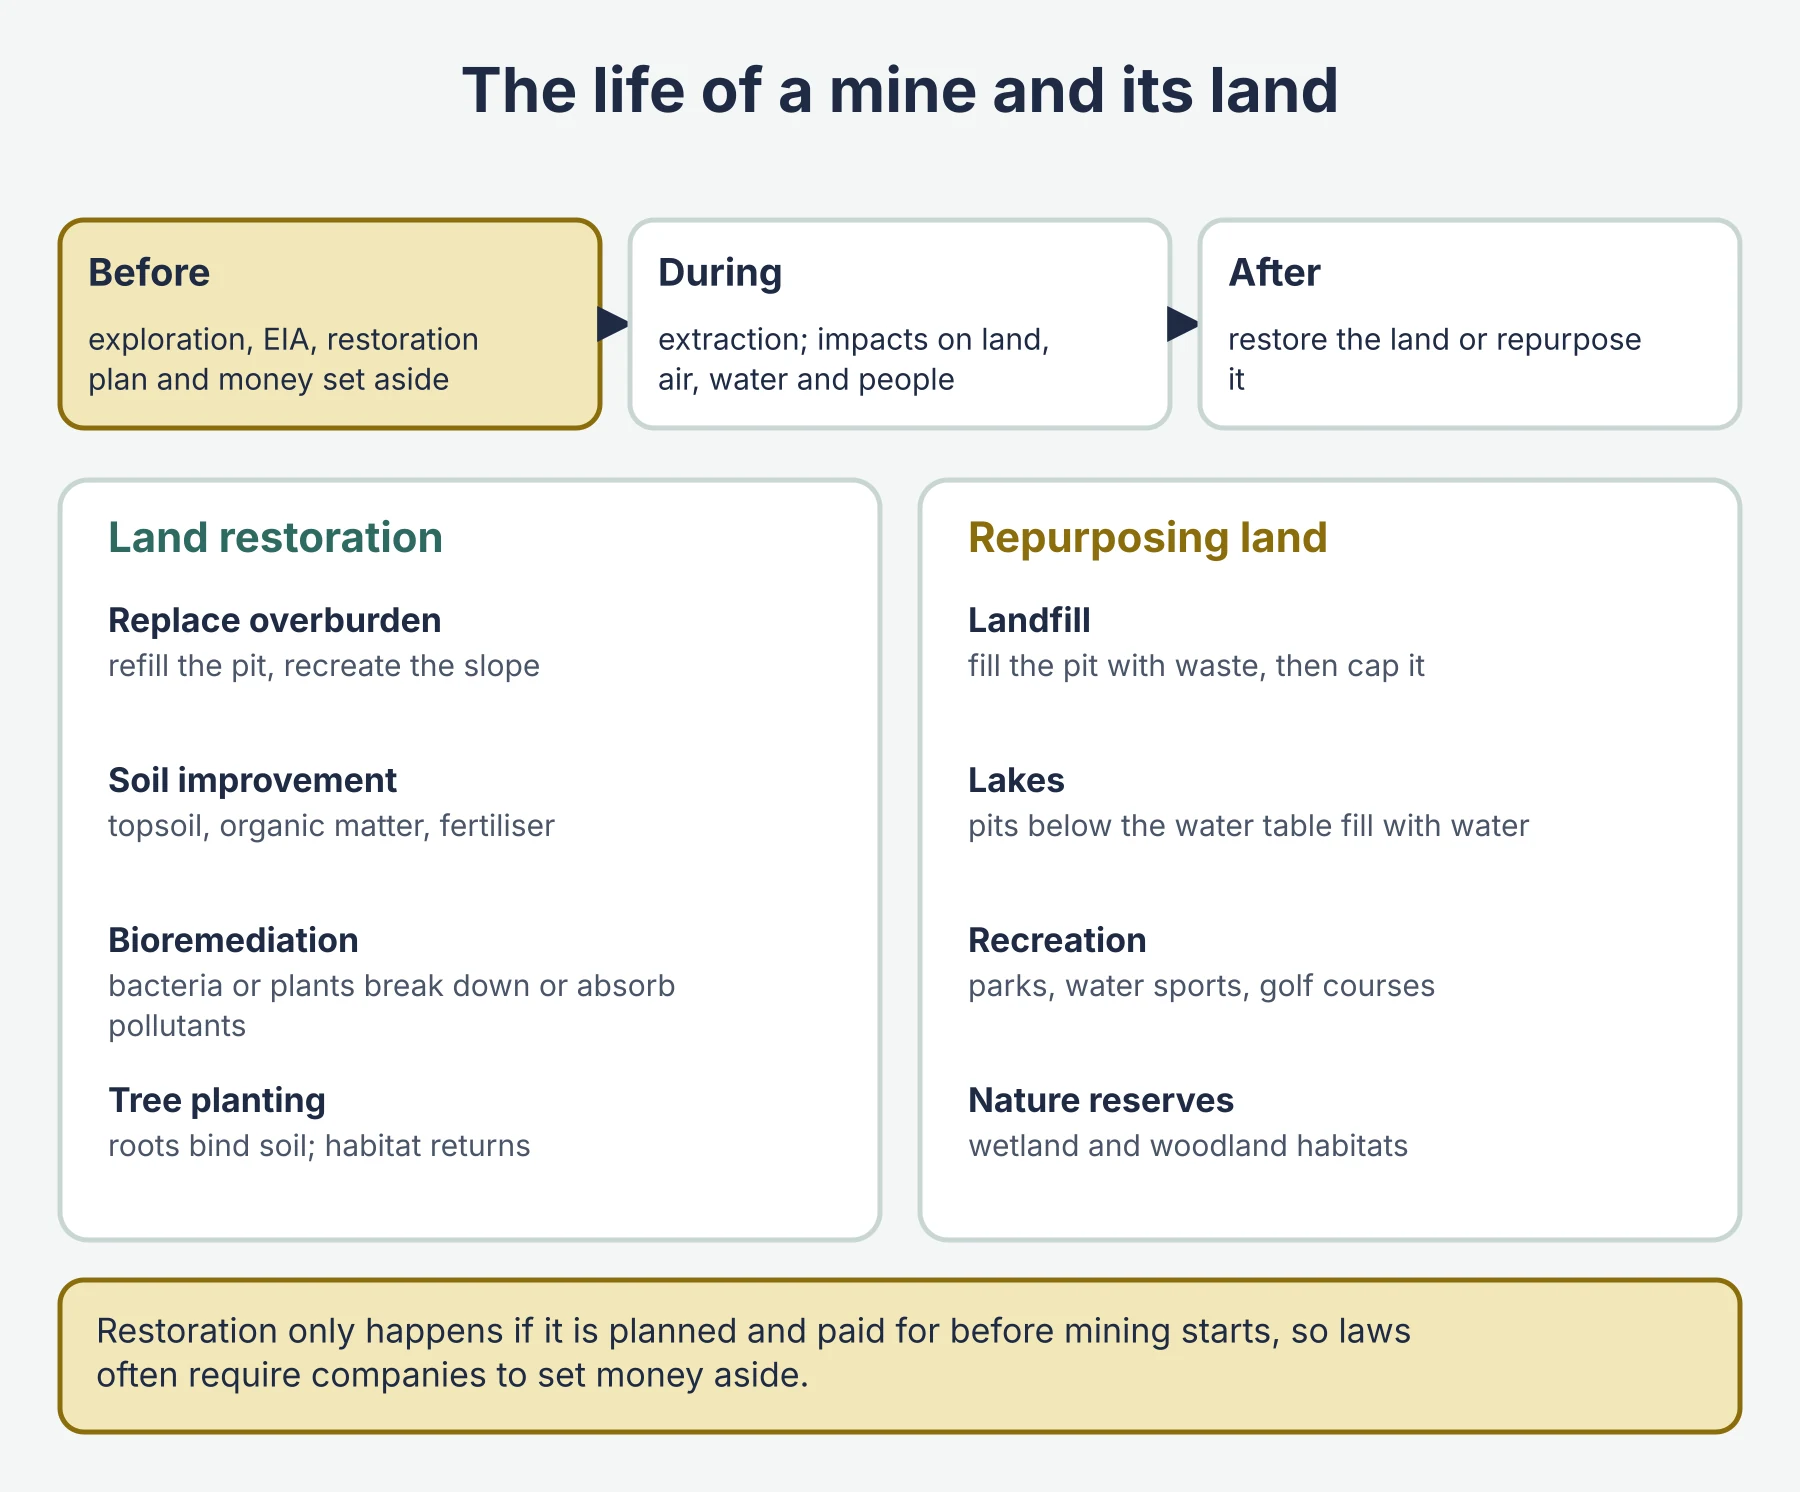 The life of a mine and its land
Before
exploration, EIA, restoration
plan and money set aside
During
extraction; impacts on land,
air, water and people
After
restore the land or repurpose
it
Land restoration
Replace overburden
refill the pit, recreate the slope
Soil improvement
topsoil, organic matter, fertiliser
Bioremediation
bacteria or plants break down or absorb
pollutants
Tree planting
roots bind soil; habitat returns
Repurposing land
Landfill
fill the pit with waste, then cap it
Lakes
pits below the water table fill with water
Recreation
parks, water sports, golf courses
Nature reserves
wetland and woodland habitats
Restoration only happens if it is planned and paid for before mining starts, so laws
often require companies to set money aside.